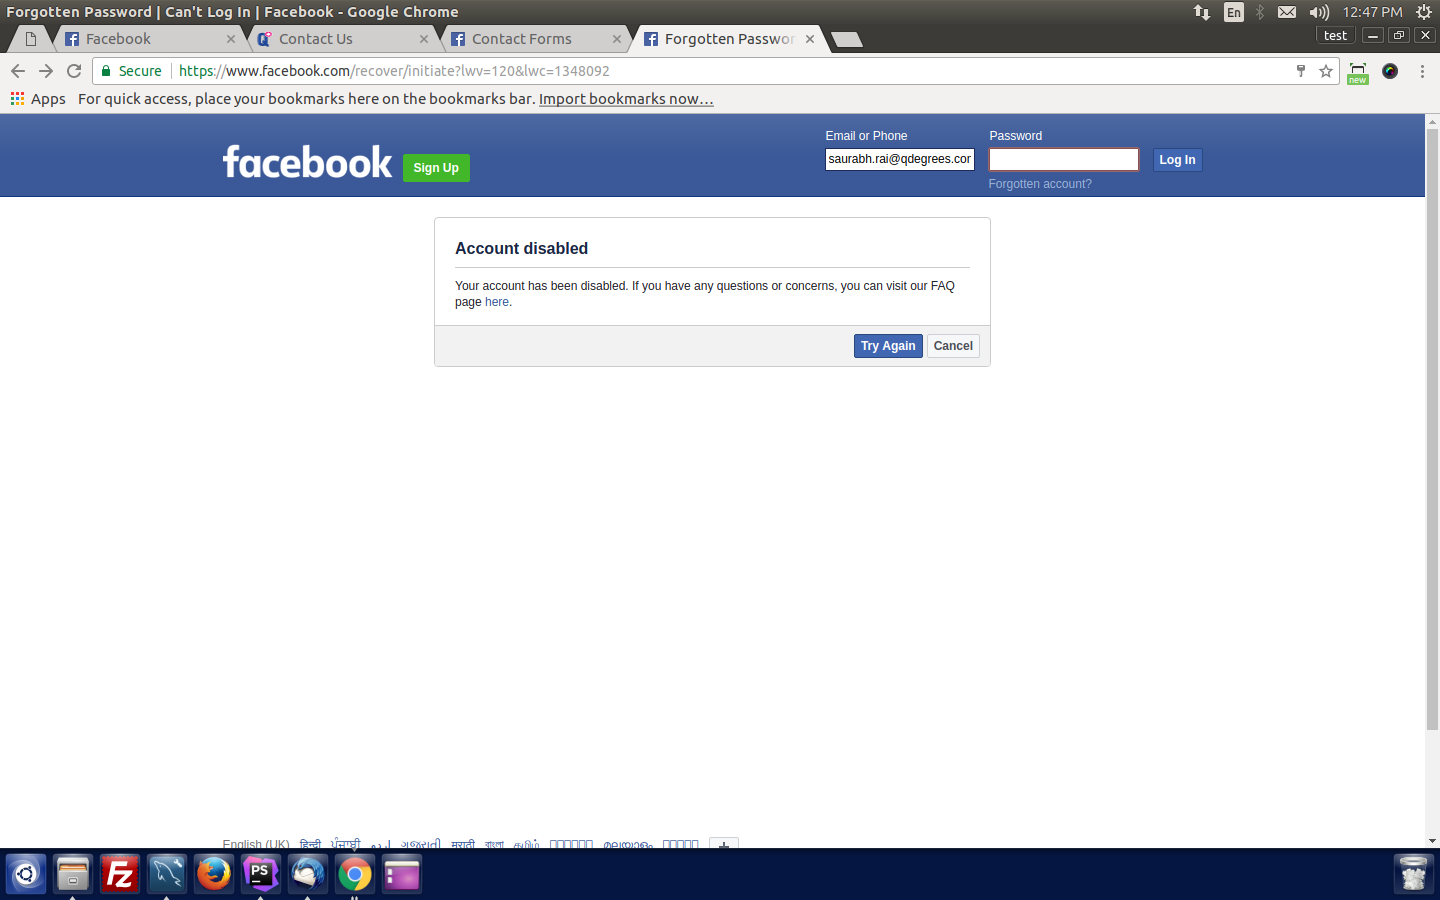 Forgotten Password | Can't Log In | Facebook - Google Chrome
En
12:47 PM
Facebook
Contact Us
Contact Forms
Forgotten Passwor
test
Secure
https://www.facebook.com/recover/initiate?lwv=120&lwc=1348092
new
Apps
For quick access, place your bookmarks here on the bookmarks bar. Import bookmarks now...
facebook
Sign Up
Email or Phone
Password
saurabh.rai@qdegrees.cor
Log In
Forgotten account?
Account disabled
Your account has been disabled. If you have any questions or concerns, you can visit our FAQ
page here.
Try Again
Cancel
English (UK)
हिन्दी
ਪੰਜਾਬੀ
اردو
ગુજરાતી
मराठी
বাংলা
தமிழ்
മലയാളം
FZ
PS